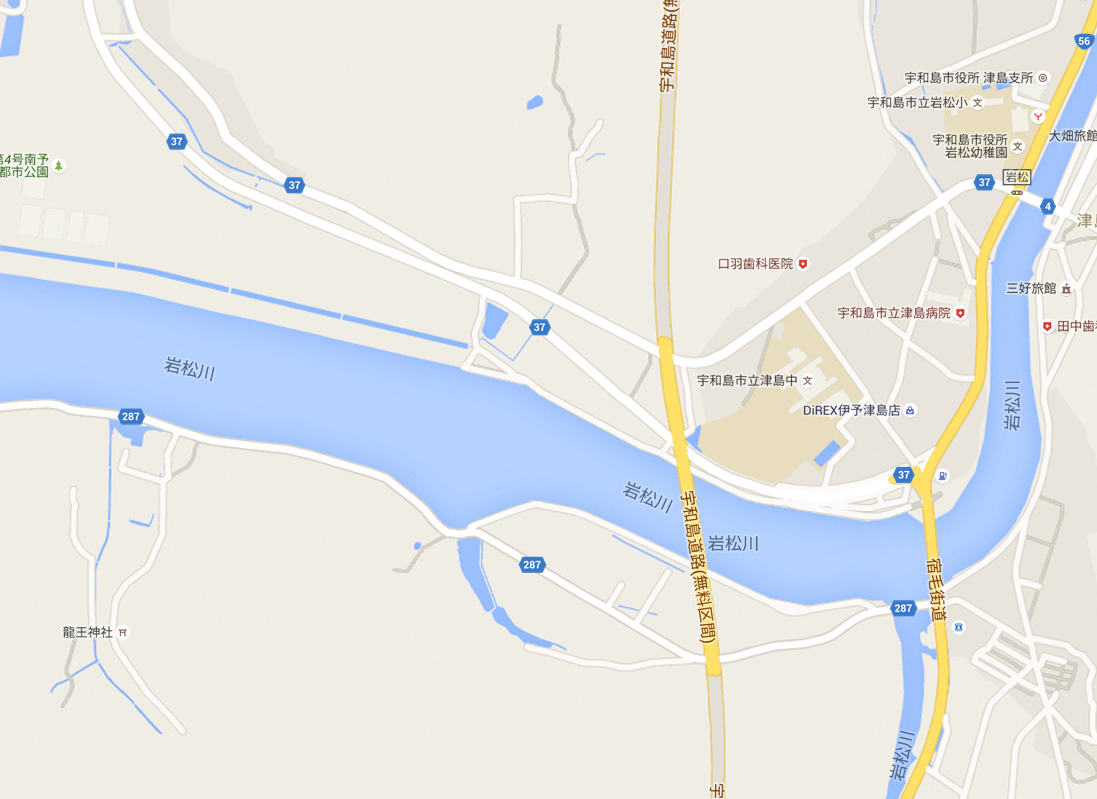 宇和島道路(無
56
宇和島市役所 津島支所
宇和島市立岩松小
宇和島市役所
岩松幼稚園
大畑旅館
37
第4号南予
都市公園
37
37
岩松
4
津島
口羽歯科医院
三好旅館
宇和島市立津島病院
田中歯科
37
岩松川
宇和島市立津島中
DiREX伊予津島店
岩松川
287
37
岩松川
宇和島道路(無料区間)
岩松川
287
宿毛街道
287
龍王神社
岩松川
宇